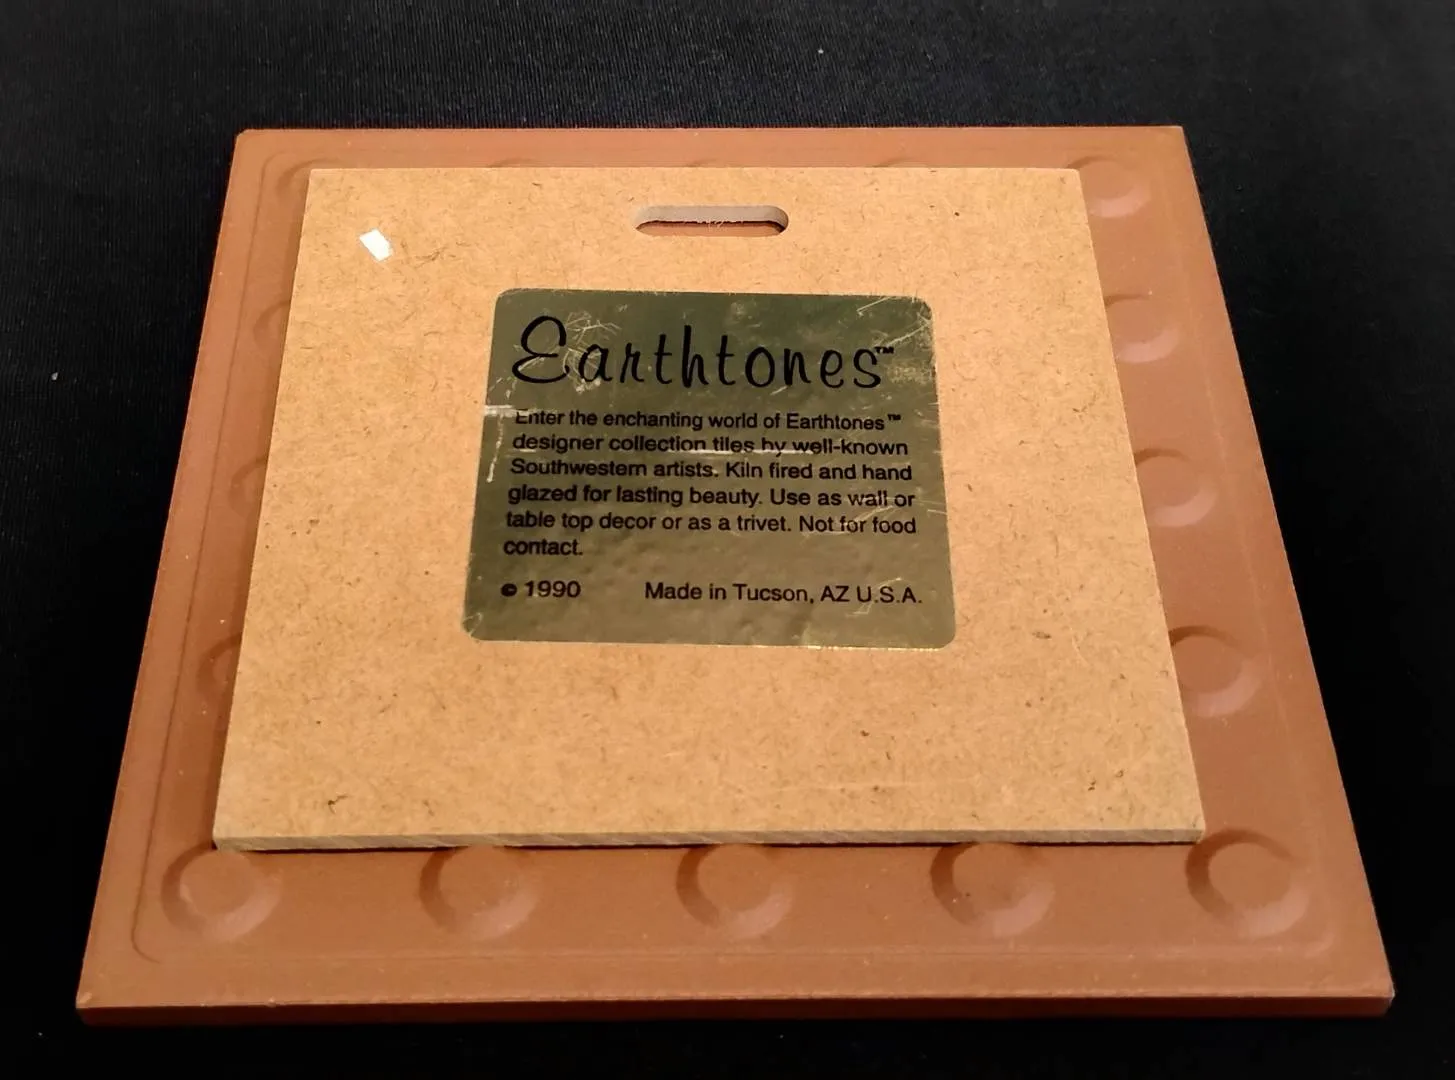 Earthtones™
Enter the enchanting world of Earthtones™
designer collection tiles by well-known
Southwestern artists. Kiln fired and hand
glazed for lasting beauty. Use as wall or
table top decor or as a trivet. Not for food
contact.
© 1990 Made in Tucson, AZ U.S.A.